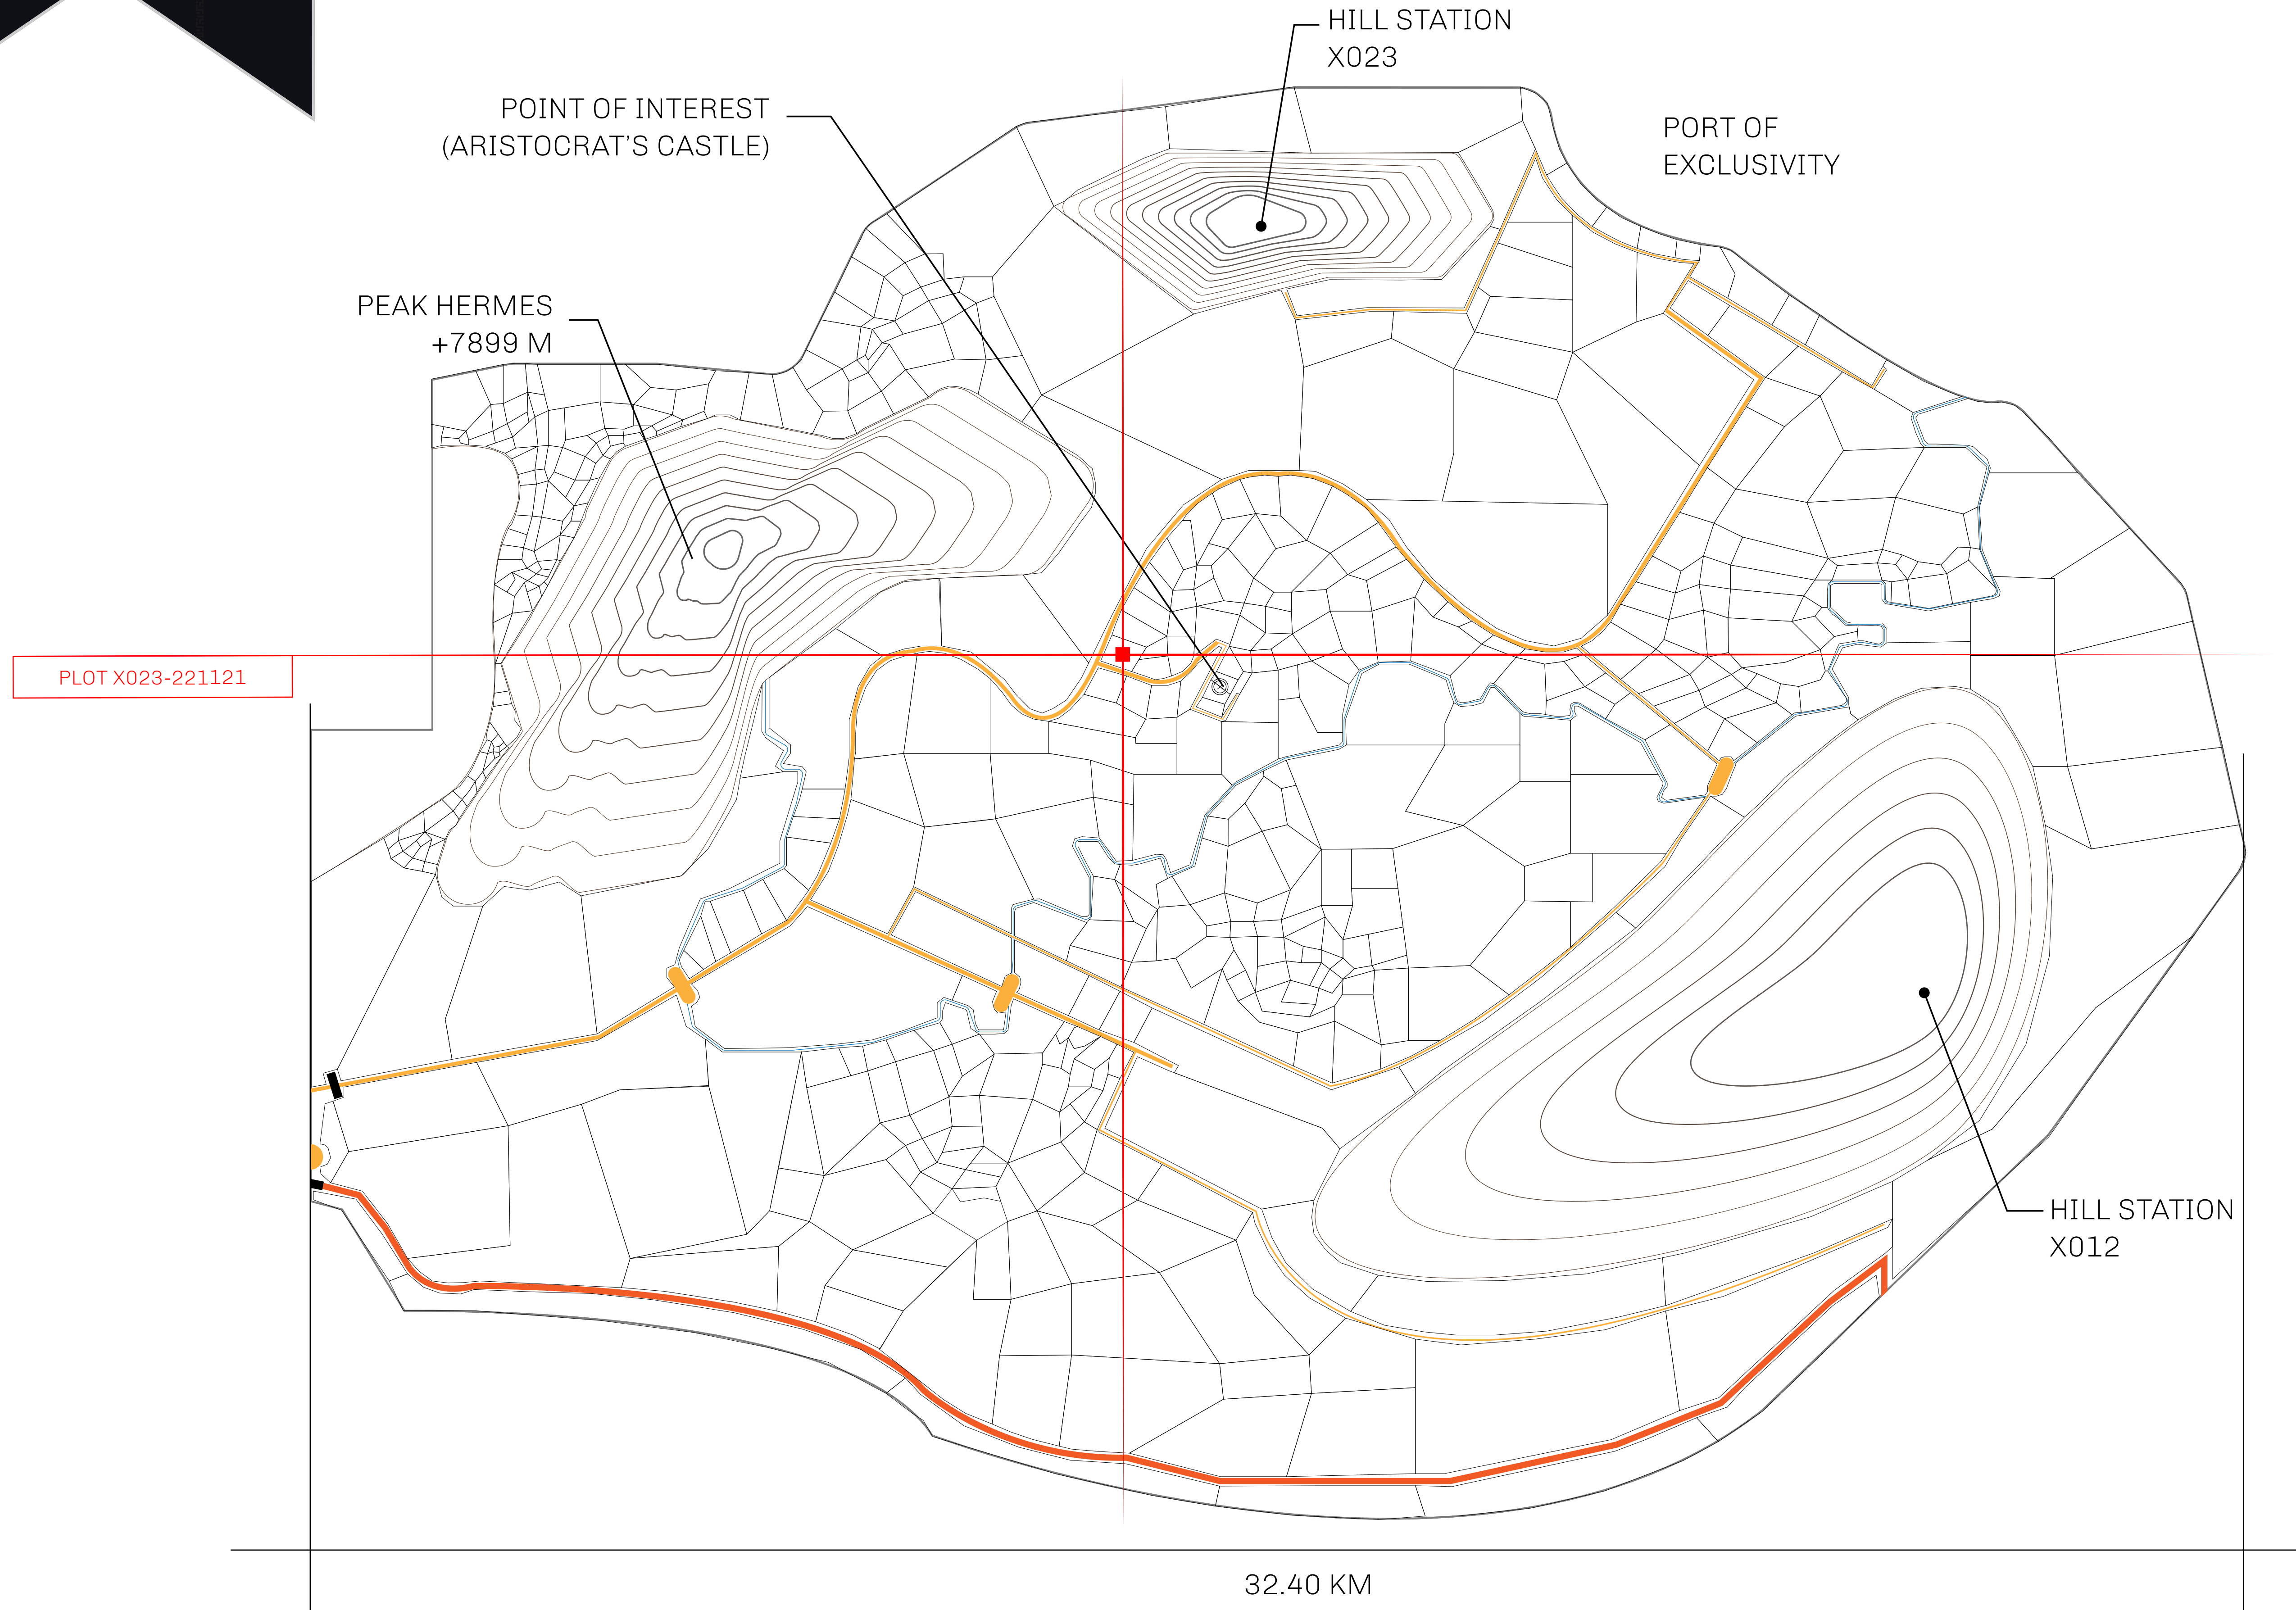 HILL STATION
X023
POINT OF INTEREST
(ARISTOCRAT'S CASTLE)
PORT OF
EXCLUSIVITY
PEAK HERMES
+7899 M
PLOT X023-221121
HILL STATION
X012
32.40 KM